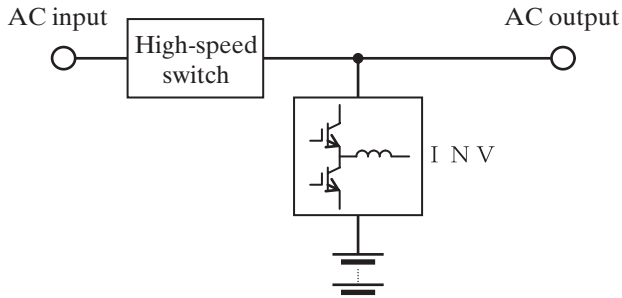 AC input
AC output
High-speed
switch
I N V